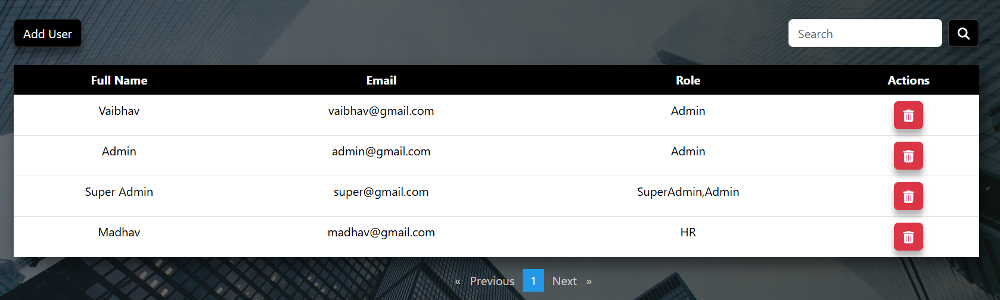 Add User
Search
Full Name Email Role Actions
Vaibhav vaibhav@gmail.com Admin
Admin admin@gmail.com Admin
Super Admin super@gmail.com SuperAdmin,Admin
Madhav madhav@gmail.com HR
« Previous 1 Next »